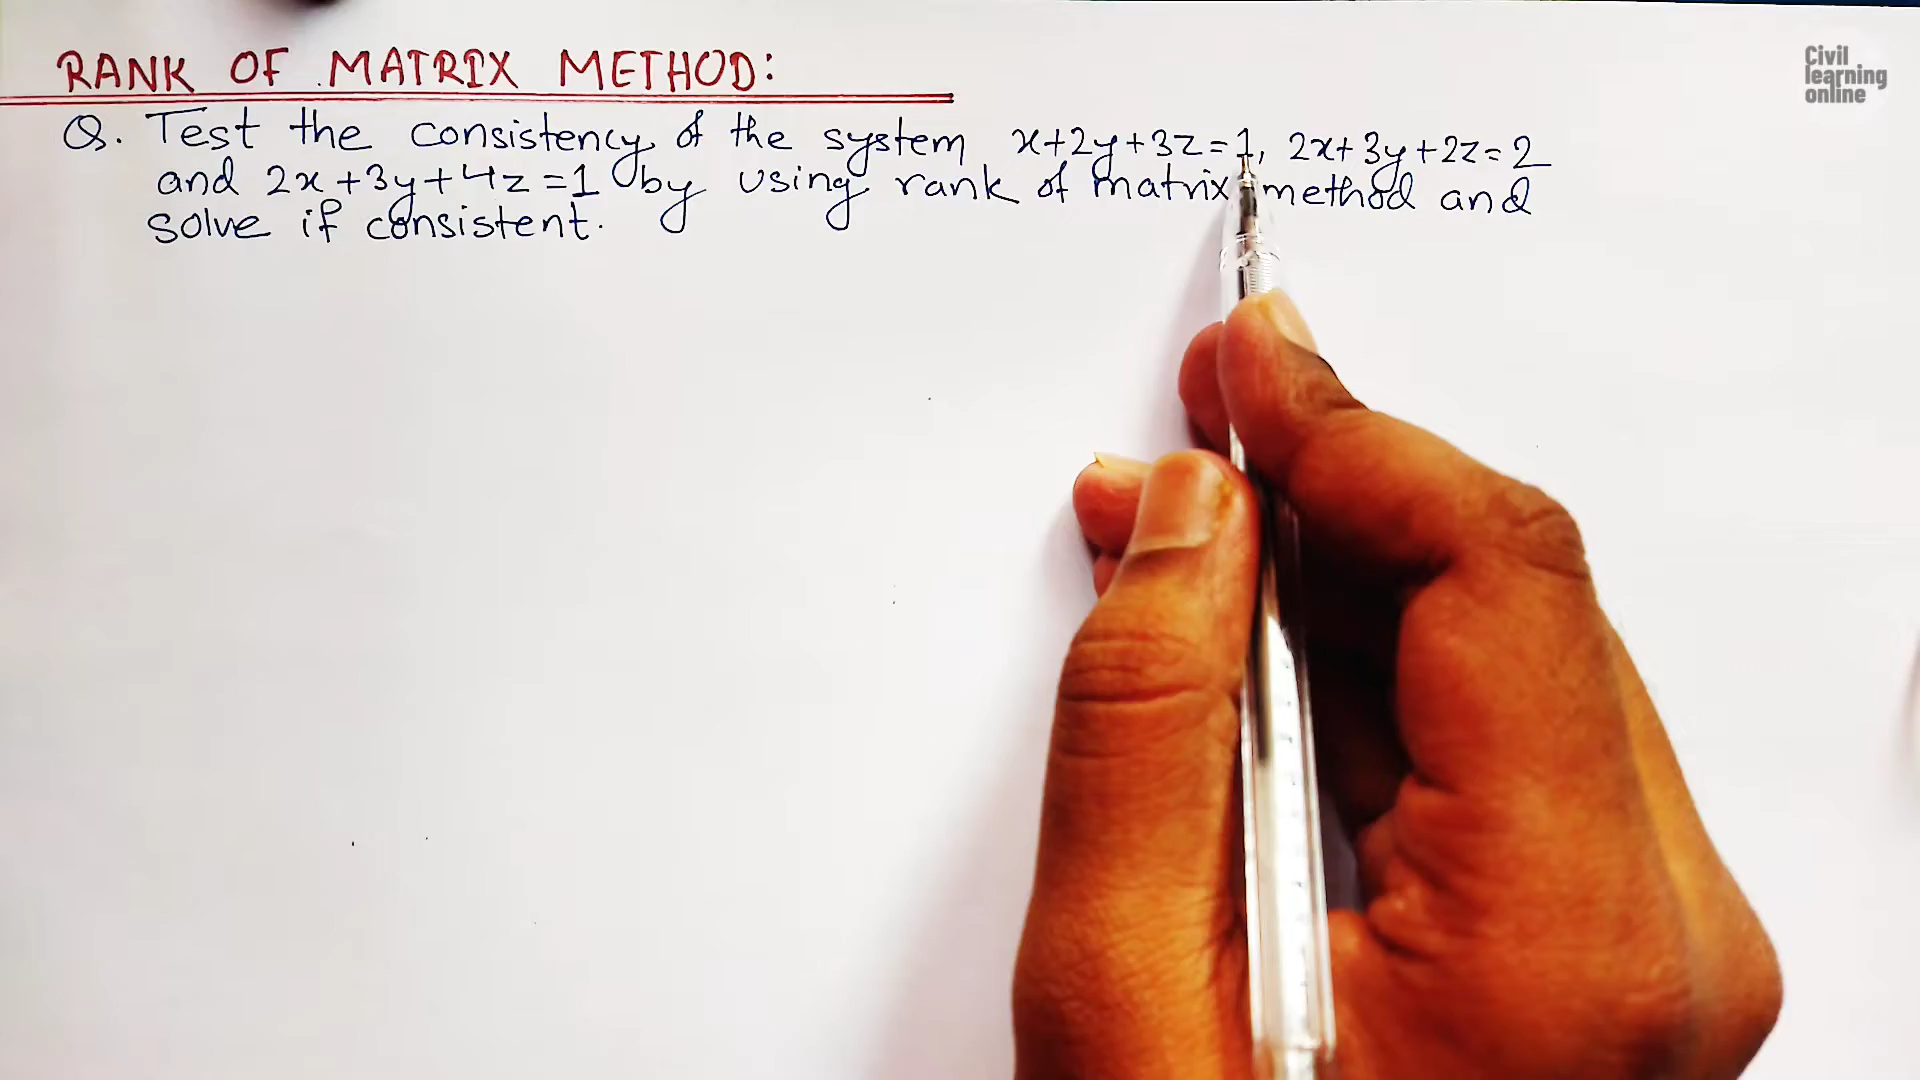 RANK OF MATRIX METHOD:
Q. Test the consistency of the system x+2y+3z=1, 2x+3y+2z=2
and 2x+3y+4z=1 by using rank of matrix method and
solve if consistent.
Civil
learning
online